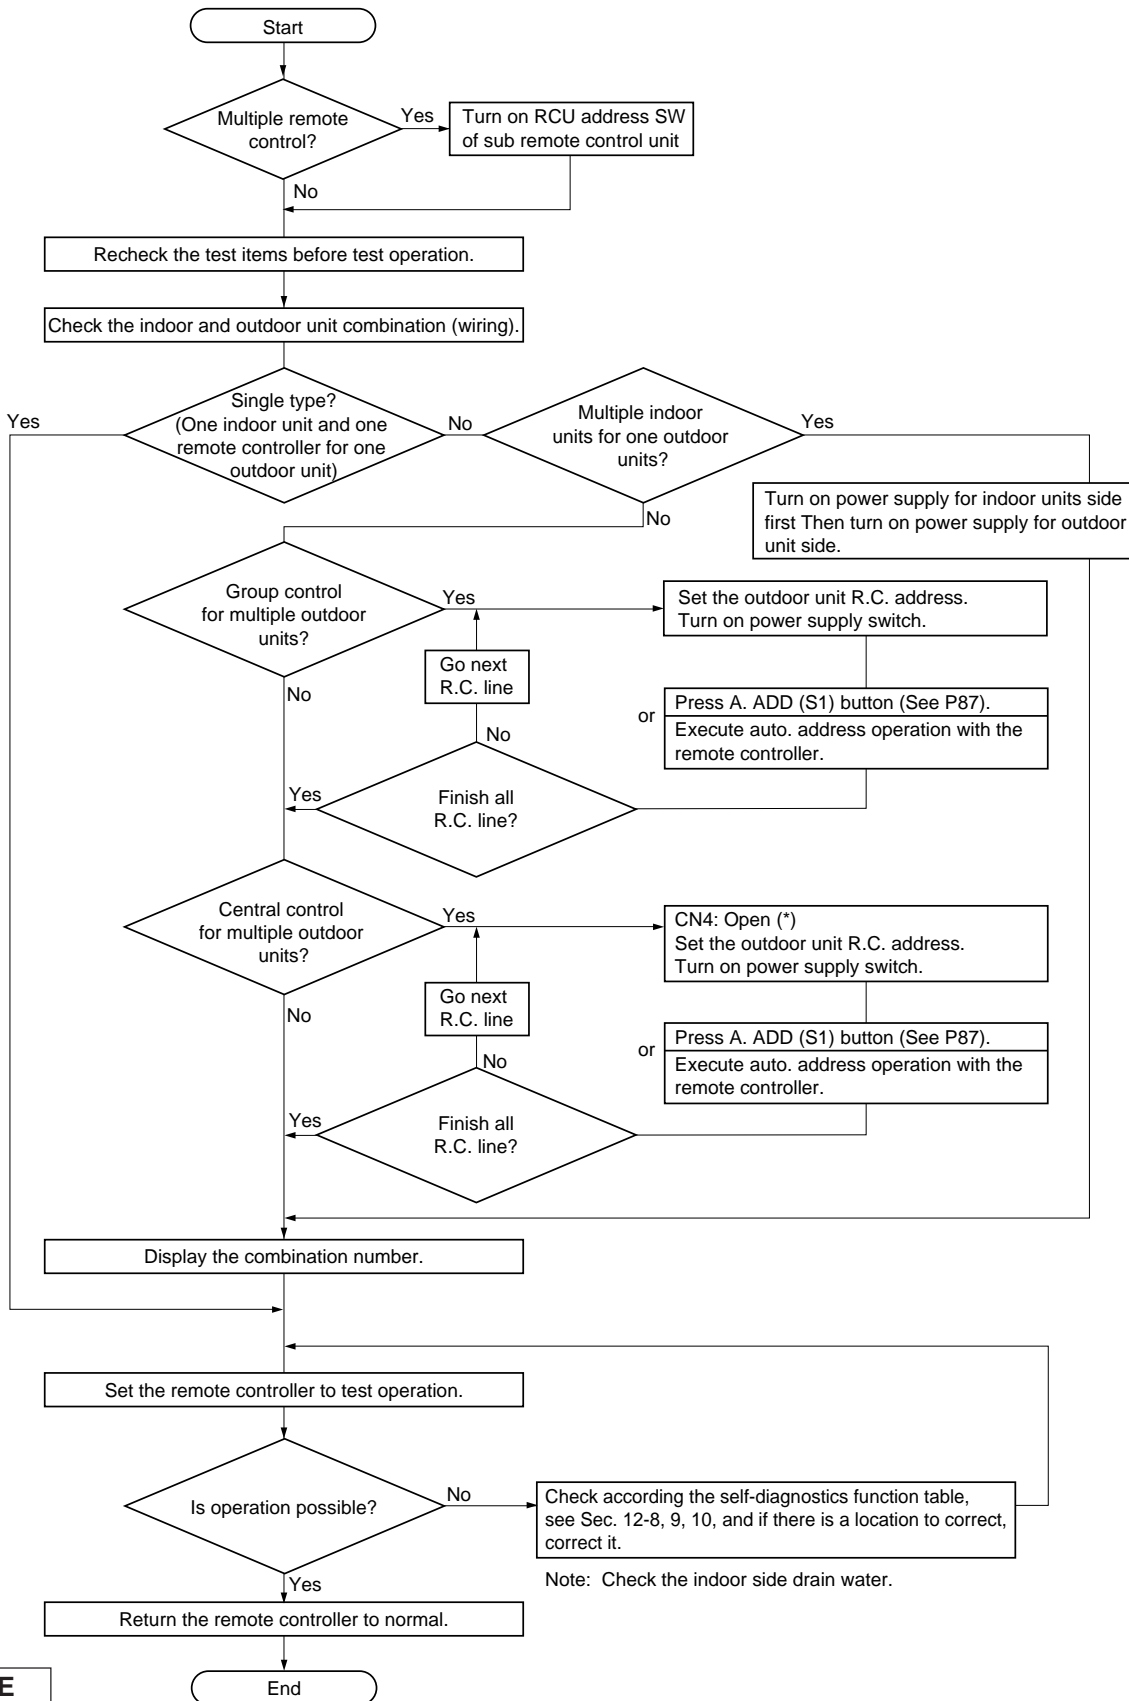 Start
Multiple remote
control?
Yes
Turn on RCU address SW
of sub remote control unit
No
Recheck the test items before test operation.
Check the indoor and outdoor unit combination (wiring).
Yes
Single type?
(One indoor unit and one
remote controller for one
outdoor unit)
No
Multiple indoor
units for one outdoor
units?
Yes
Turn on power supply for indoor units side
first Then turn on power supply for outdoor
unit side.
No
Group control
for multiple outdoor
units?
Yes
Set the outdoor unit R.C. address.
Turn on power supply switch.
Go next
R.C. line
No
or
Press A. ADD (S1) button (See P87).
Execute auto. address operation with the
remote controller.
No
Yes
Finish all
R.C. line?
Central control
for multiple outdoor
units?
Yes
CN4: Open (*)
Set the outdoor unit R.C. address.
Turn on power supply switch.
Go next
R.C. line
No
or
Press A. ADD (S1) button (See P87).
Execute auto. address operation with the
remote controller.
No
Yes
Finish all
R.C. line?
Display the combination number.
Set the remote controller to test operation.
Is operation possible?
No
Check according the self-diagnostics function table,
see Sec. 12-8, 9, 10, and if there is a location to correct,
correct it.
Note: Check the indoor side drain water.
Yes
Return the remote controller to normal.
End
E